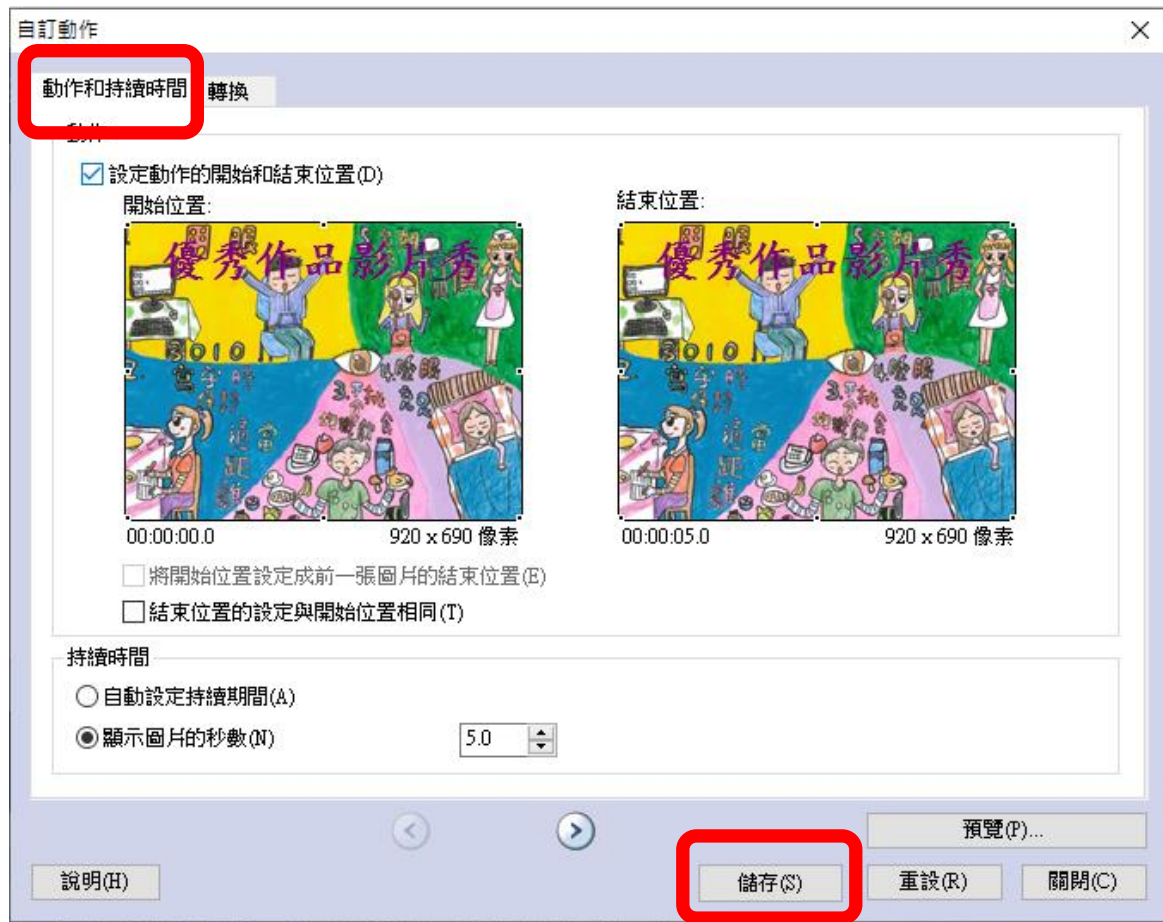 自訂動作
動作和持續時間 轉換
設定動作的開始和結束位置(D)
開始位置: 結束位置:
優秀作品影片秀 優秀作品影片秀
3010 3010
00:00:00.0 920 x 690 像素 00:00:05.0 920 x 690 像素
將開始位置設定成前一張圖片的結束位置(E)
結束位置的設定與開始位置相同(T)
持續時間
自動設定持續期間(A)
顯示圖片的秒數(N) 5.0
預覽(P)...
說明(H) 儲存(S) 重設(R) 關閉(C)